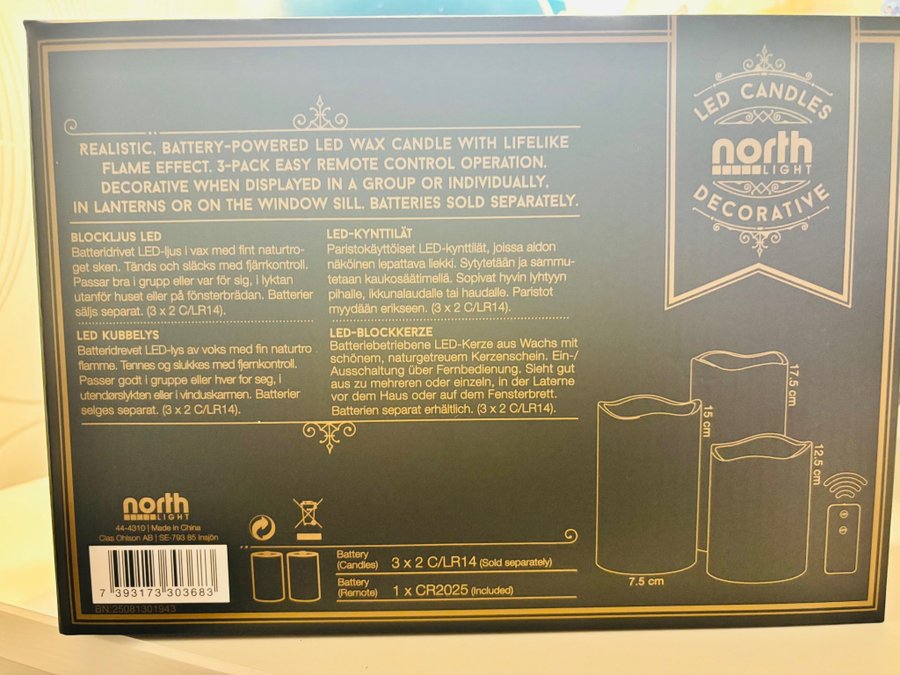 LED CANDLES
north
LIGHT
DECORATIVE
REALISTIC, BATTERY-POWERED LED WAX CANDLE WITH LIFELIKE
FLAME EFFECT. 3-PACK EASY REMOTE CONTROL OPERATION.
DECORATIVE WHEN DISPLAYED IN A GROUP OR INDIVIDUALLY,
IN LANTERNS OR ON THE WINDOW SILL. BATTERIES SOLD SEPARATELY.
BLOCKLJUS LED
Batteridrivet LED-ljus i vax med fint naturtro-
get sken. Tänds och släcks med fjärrkontroll.
Passar bra i grupp eller var för sig, i lyktan
utanför huset eller på fönsterbrädan. Batterier
säljs separat. (3 x 2 C/LR14).
LED KUBBELYS
Batteridrevet LED-lys av voks med fin naturtro
flamme. Tennes og slukkes med fjernkontroll.
Passer godt i gruppe eller hver for seg, i
utendørslykten eller i vinduskarmen. Batterier
selges separat. (3 x 2 C/LR14).
LED-KYNTTILÄT
Paristokäyttöiset LED-kynttilät, joissa aidon
näköinen lepattava liekki. Sytytetään ja sammu-
tetaan kaukosäätimellä. Sopivat hyvin lyhtyyn
pihalle, ikkunalaudalle tai haudalle. Paristot
myydään erikseen. (3 x 2 C/LR14).
LED-BLOCKKERZE
Batteriebetriebene LED-Kerze aus Wachs mit
schönem, naturgetreuem Kerzenschein. Ein-/
Ausschaltung über Fernbedienung. Sieht gut
aus zu mehreren oder einzeln, in der Laterne
vor dem Haus oder auf dem Fensterbrett.
Batterien separat erhältlich. (3 x 2 C/LR14).
17.5 cm
15 cm
12.5 cm
7.5 cm
north
LIGHT
44-4310 | Made in China
Clas Ohlson AB | SE-793 85 Insjön
7 393173 303683
BN:25081301943
Battery
(Candles) 3 x 2 C/LR14 (Sold separately)
Battery
(Remote) 1 x CR2025 (Included)